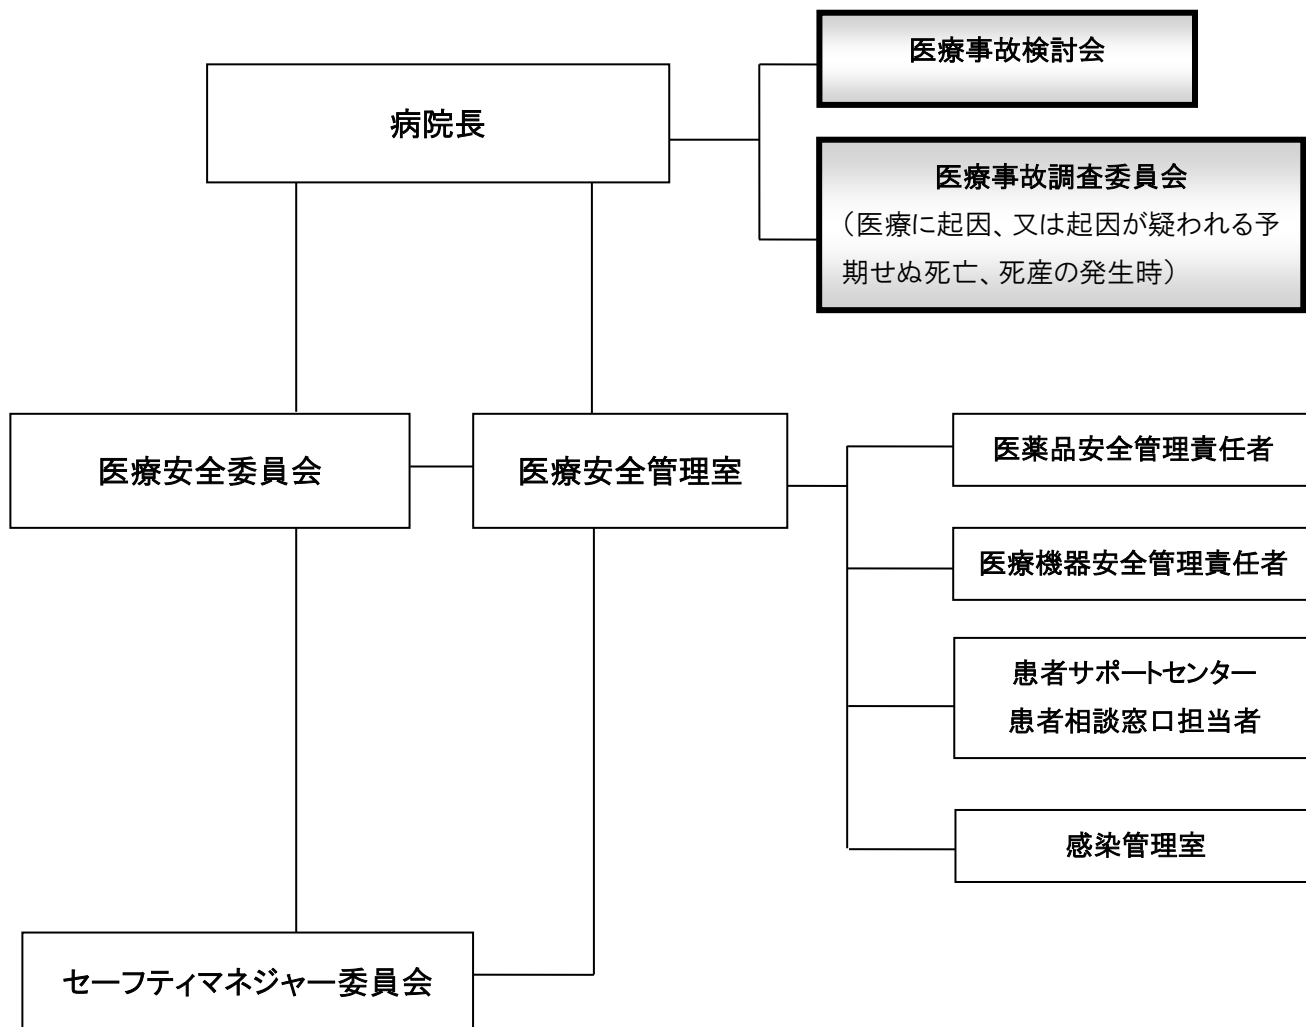 医療事故検討会
病院長
医療事故調査委員会
（医療に起因、又は起因が疑われる予
期せぬ死亡、死産の発生時）
医療安全委員会
医療安全管理室
医薬品安全管理責任者
医療機器安全管理責任者
患者サポートセンター
患者相談窓口担当者
感染管理室
セーフティマネジャー委員会